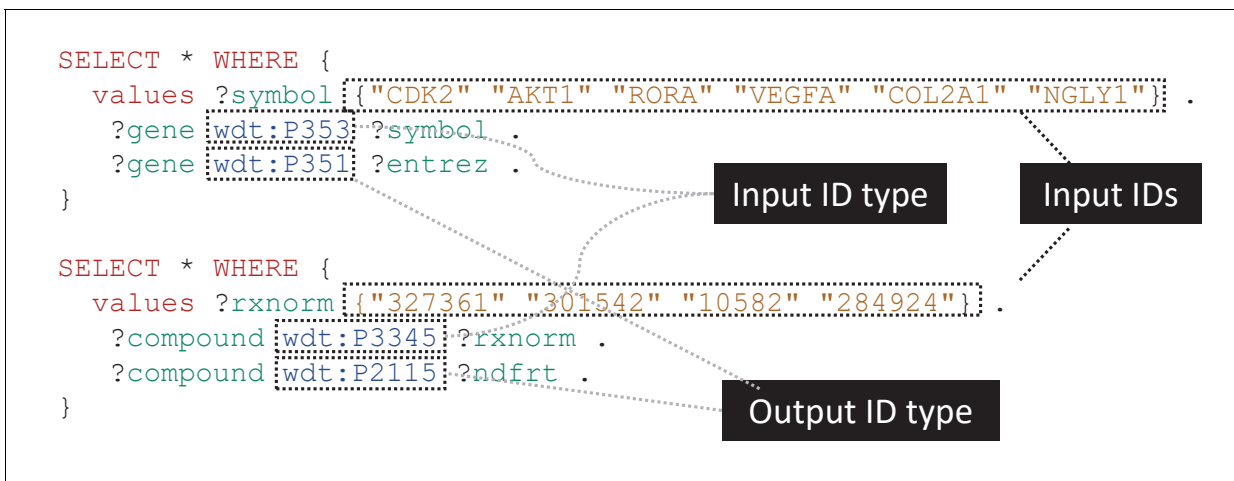 SELECT * WHERE {
values ?symbol {"CDK2" "AKT1" "RORA" "VEGFA" "COL2A1" "NGLY1"} .
?gene wdt:P353 ?symbol .
?gene wdt:P351 ?entrez .
}
Input ID type
Input IDs
SELECT * WHERE {
values ?rxnorm {"327361" "301542" "10582" "284924"} .
?compound wdt:P3345 ?rxnorm .
?compound wdt:P2115 ?ndfrt .
}
Output ID type